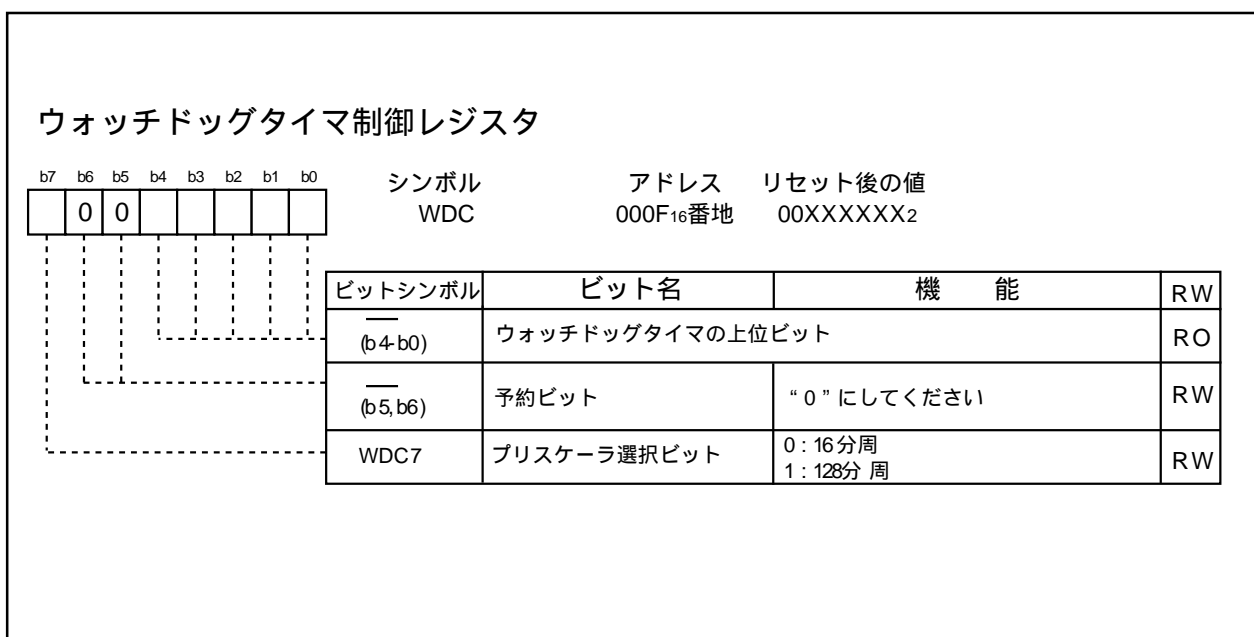 ウォッチドッグタイマ制御レジスタ
b7 b6 b5 b4 b3 b2 b1 b0
0 0
シンボル アドレス リセット後の値
WDC 000F16番地 00XXXXXX2
ビットシンボル ビット名 機 能 RW
(b4-b0) ウォッチドッグタイマの上位ビット RO
(b5,b6) 予約ビット “0”にしてください RW
WDC7 プリスケーラ選択ビット 0:16分周 RW
1:128分周